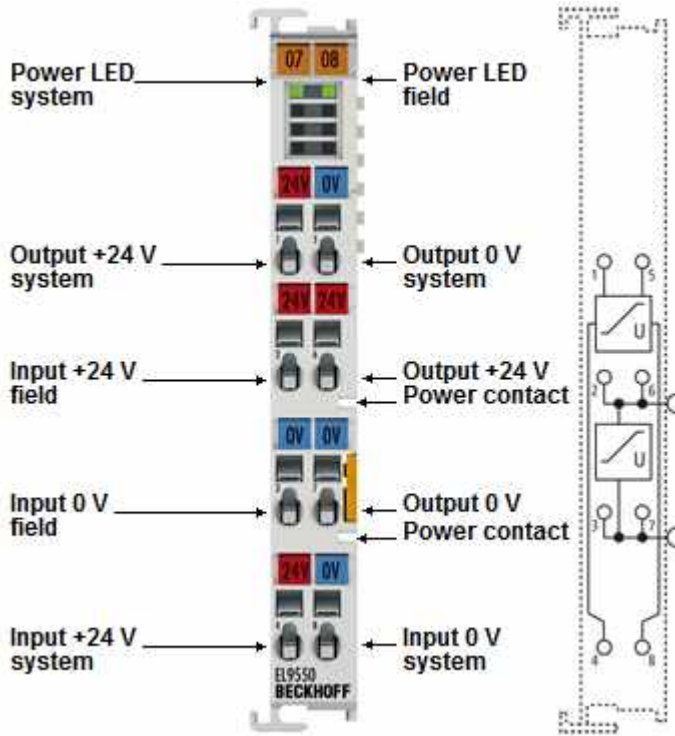 07 08
Power LED
system
Power LED
field
24V 0V
Output +24 V
system
Output 0 V
system
24V 24V
Input +24 V
field
Output +24 V
Power contact
0V 0V
Input 0 V
field
Output 0 V
Power contact
24V 0V
Input +24 V
system
Input 0 V
system
EL9550
BECKHOFF
1 5
U
2 6
U
3 7
4 8